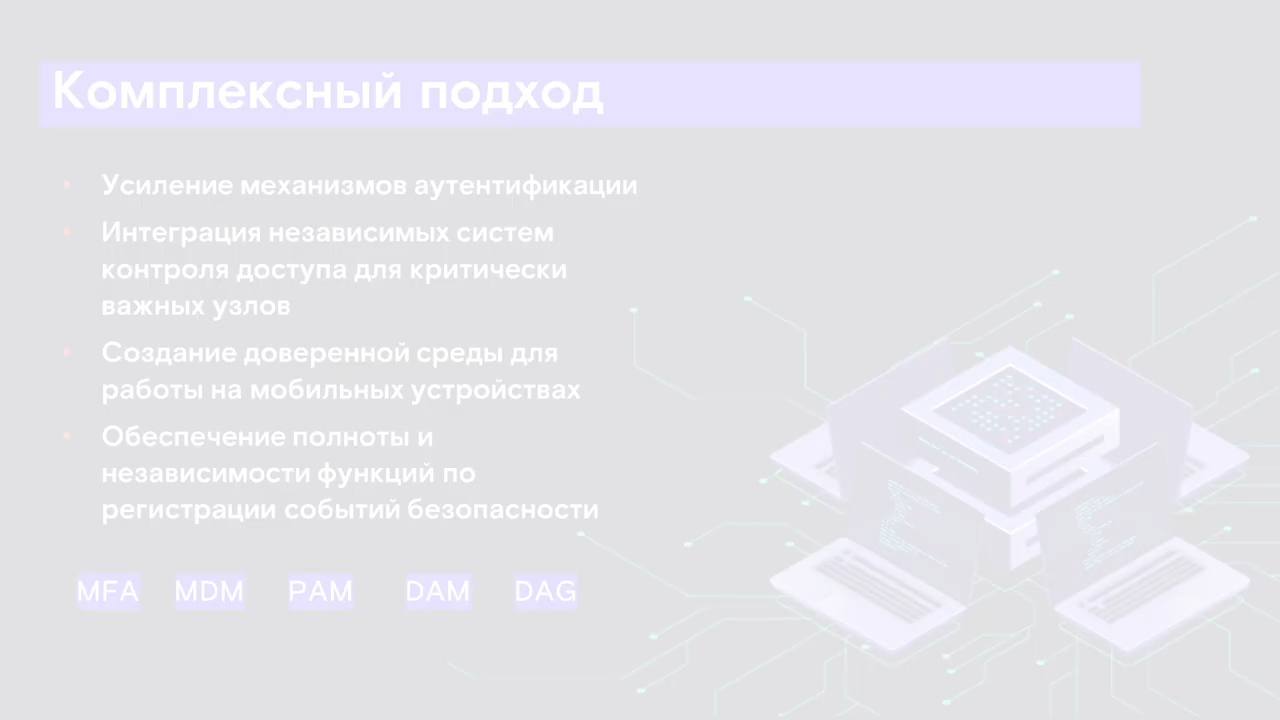 Комплексный подход
• Усиление механизмов аутентификации
• Интеграция независимых систем
контроля доступа для критически
важных узлов
• Создание доверенной среды для
работы на мобильных устройствах
• Обеспечение полноты и
независимости функций по
регистрации событий безопасности
MFA MDM PAM DAM DAG